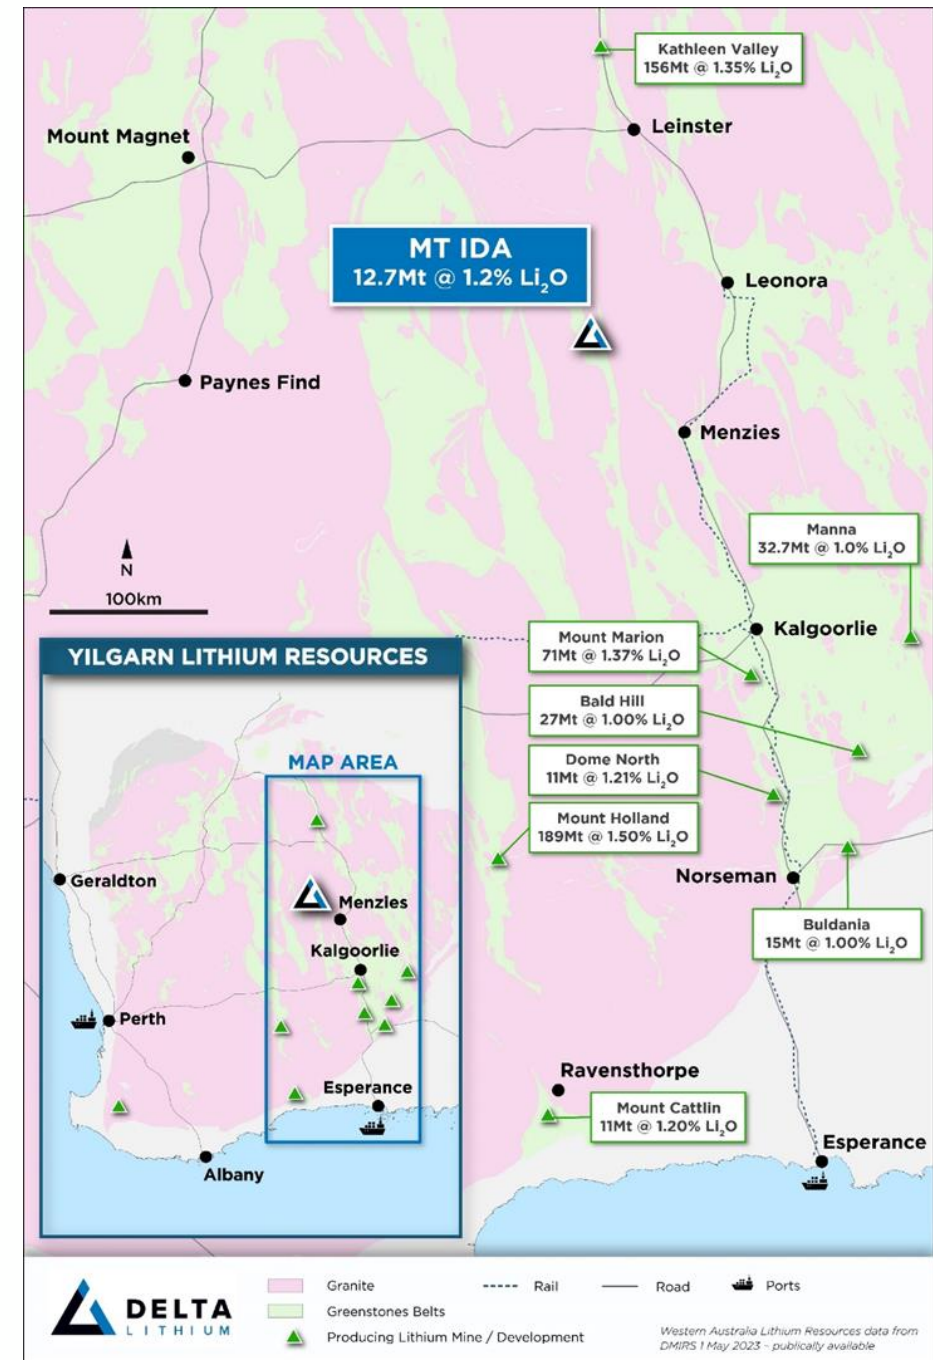 Kathleen Valley
156Mt @ 1.35% Li₂O
Leinster
Mount Magnet
MT IDA
12.7Mt @ 1.2% Li₂O
Leonora
Paynes Find
Menzies
Manna
32.7Mt @ 1.0% Li₂O
N
100km
Kalgoorlie
Mount Marion
71Mt @ 1.37% Li₂O
Bald Hill
27Mt @ 1.00% Li₂O
Dome North
11Mt @ 1.21% Li₂O
Mount Holland
189Mt @ 1.50% Li₂O
Norseman
Buldania
15Mt @ 1.00% Li₂O
Ravensthorpe
Mount Cattlin
11Mt @ 1.20% Li₂O
Esperance
YILGARN LITHIUM RESOURCES
MAP AREA
Geraldton
Menzies
Kalgoorlie
Perth
Esperance
Albany
DELTA
LITHIUM
Granite
Rail
Road
Ports
Greenstones Belts
Producing Lithium Mine / Development
Western Australia Lithium Resources data from
DMIRS 1 May 2023 – publically available